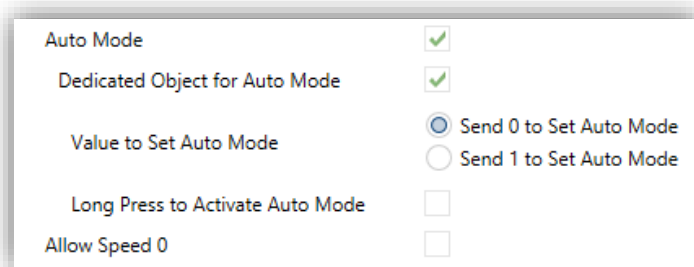 Auto Mode
Dedicated Object for Auto Mode
Value to Set Auto Mode
Send 0 to Set Auto Mode
Send 1 to Set Auto Mode
Long Press to Activate Auto Mode
Allow Speed 0